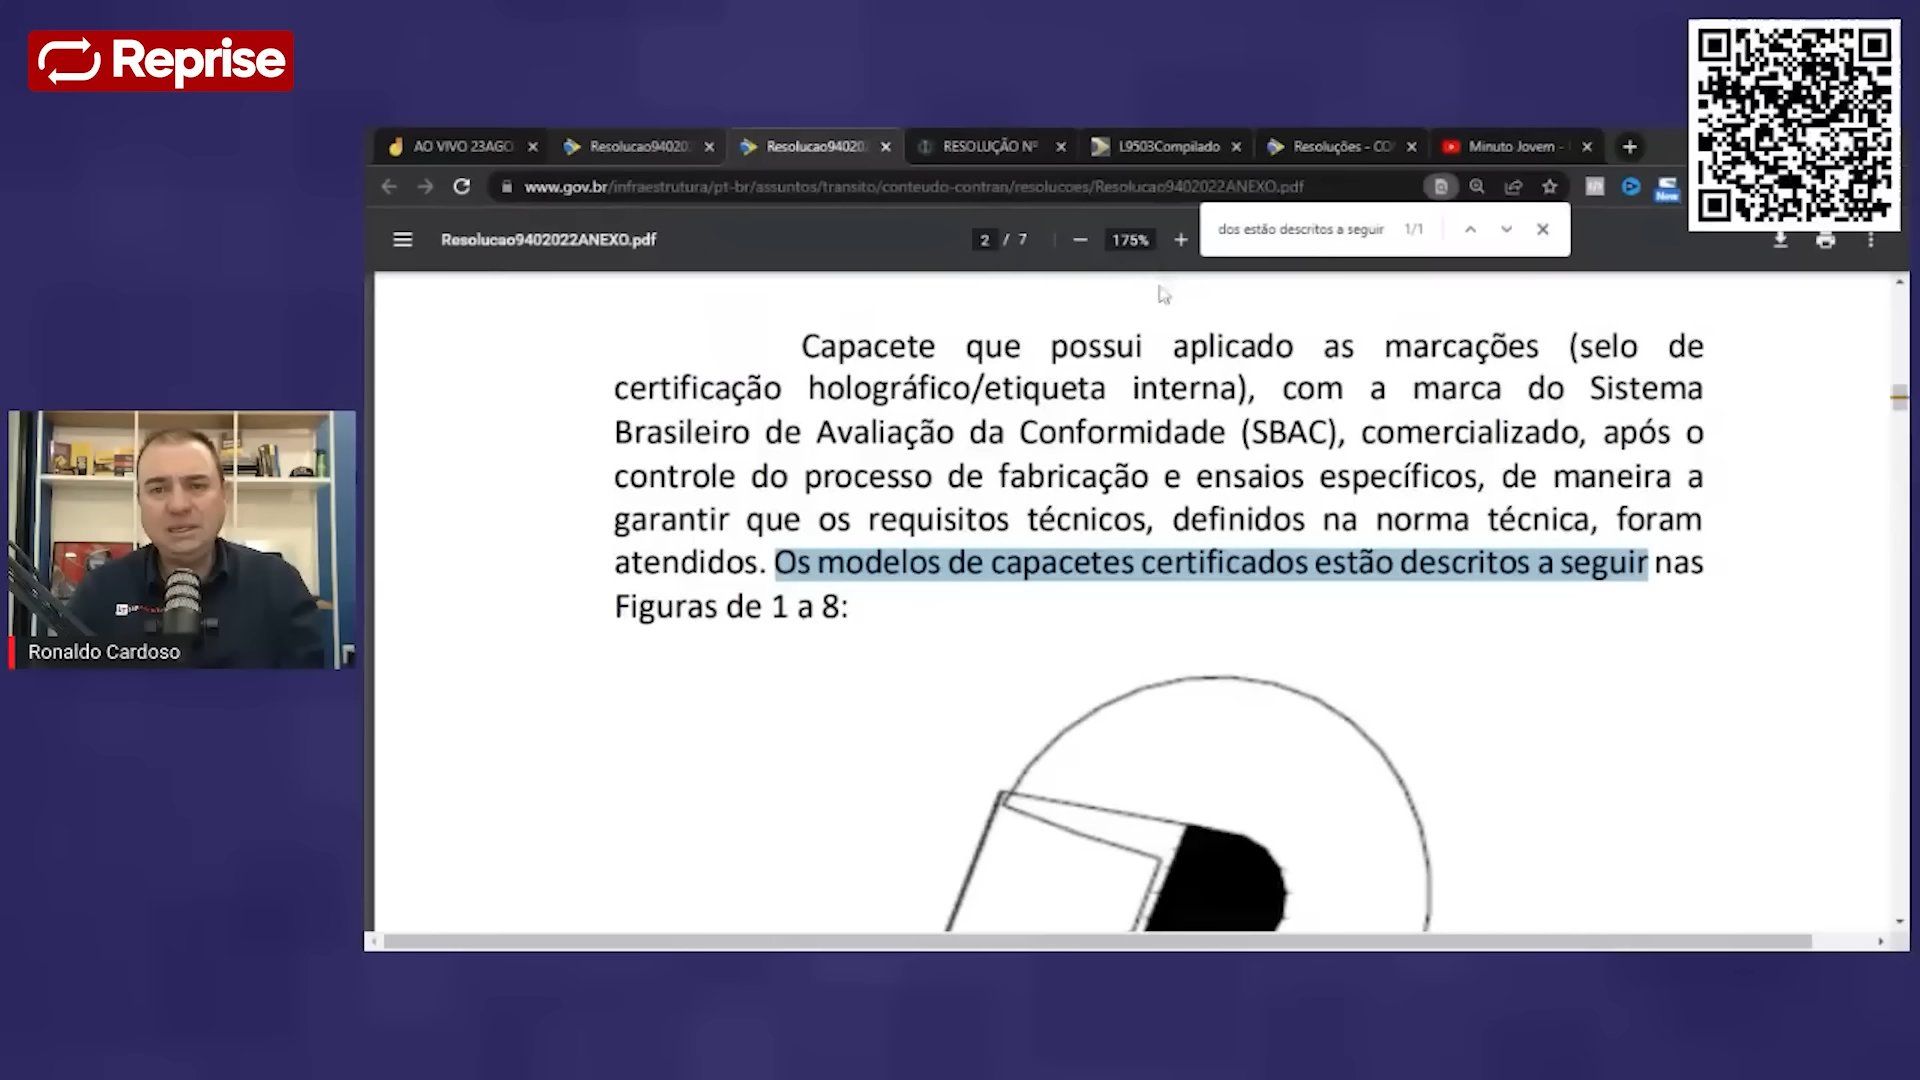 Reprise
AO VIVO 23AGO
Resolucao94020
Resolucao94020
RESOLUÇÃO Nº
L9503Compilado
Resoluções - CO
Minuto Jovem -
www.gov.br/infraestrutura/pt-br/assuntos/transito/conteudo-contran/resolucoes/Resolucao9402022ANEXO.pdf
New
Resolucao9402022ANEXO.pdf
2 / 7
175%
dos estão descritos a seguir 1/1
Capacete que possui aplicado as marcações (selo de
certificação holográfico/etiqueta interna), com a marca do Sistema
Brasileiro de Avaliação da Conformidade (SBAC), comercializado, após o
controle do processo de fabricação e ensaios específicos, de maneira a
garantir que os requisitos técnicos, definidos na norma técnica, foram
atendidos. Os modelos de capacetes certificados estão descritos a seguir nas
Figuras de 1 a 8:
Ronaldo Cardoso